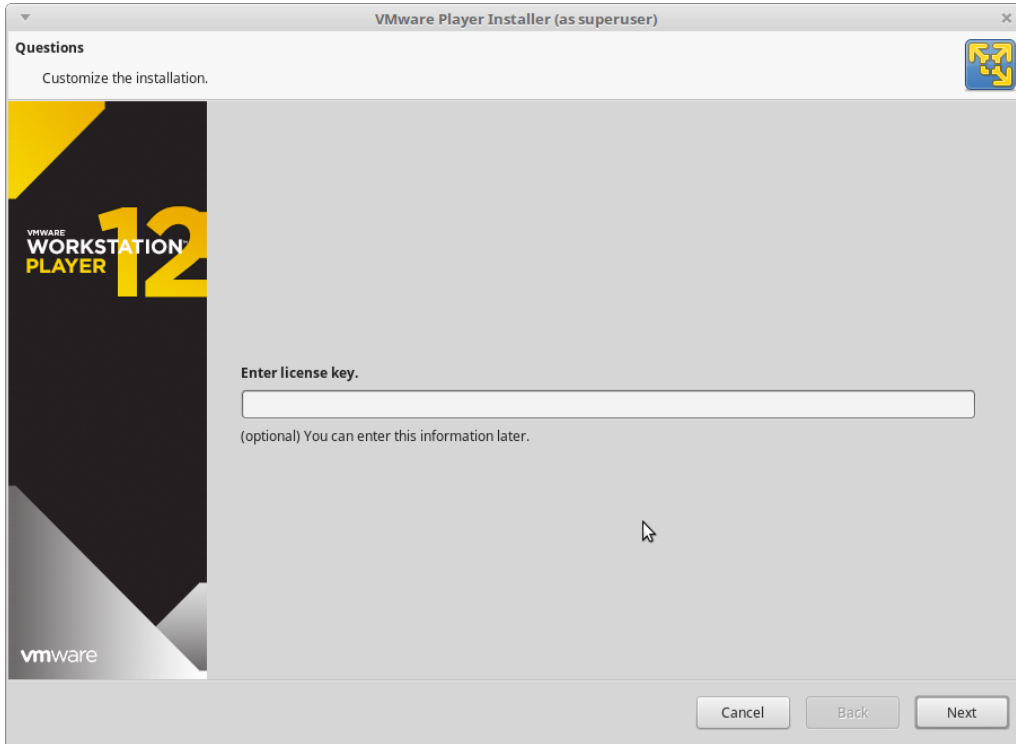 VMware Player Installer (as superuser)
Questions
Customize the installation.
VMWARE
WORKSTATION™
PLAYER
12
Enter license key.
(optional) You can enter this information later.
vmware
Cancel
Back
Next